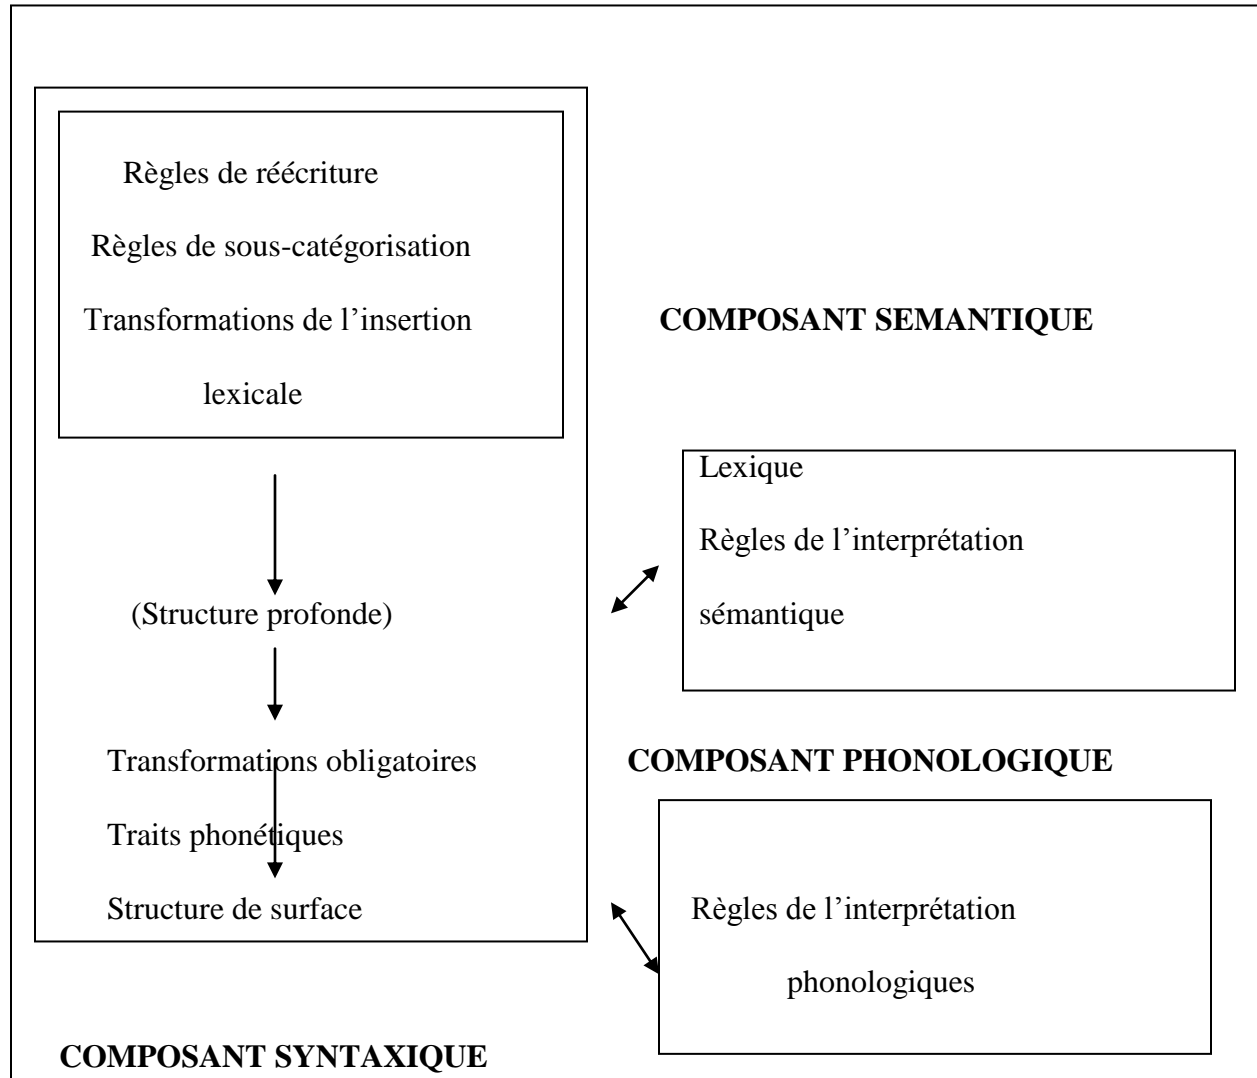 Règles de réécriture
Règles de sous-catégorisation
Transformations de l’insertion
lexicale
(Structure profonde)
Transformations obligatoires
Traits phonétiques
Structure de surface
COMPOSANT SYNTAXIQUE
COMPOSANT SEMANTIQUE
Lexique
Règles de l’interprétation
sémantique
COMPOSANT PHONOLOGIQUE
Règles de l’interprétation
phonologiques